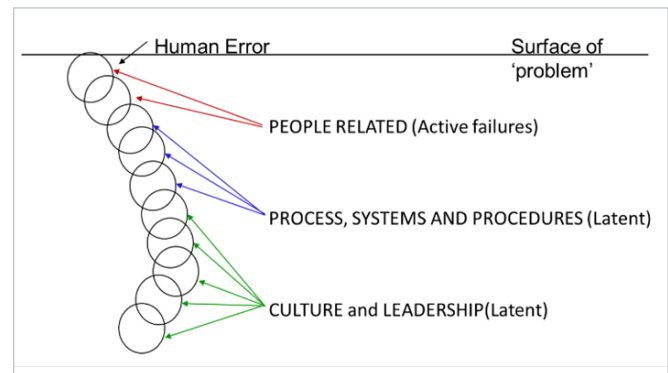 Human Error
Surface of
‘problem’
PEOPLE RELATED (Active failures)
PROCESS, SYSTEMS AND PROCEDURES (Latent)
CULTURE and LEADERSHIP(Latent)